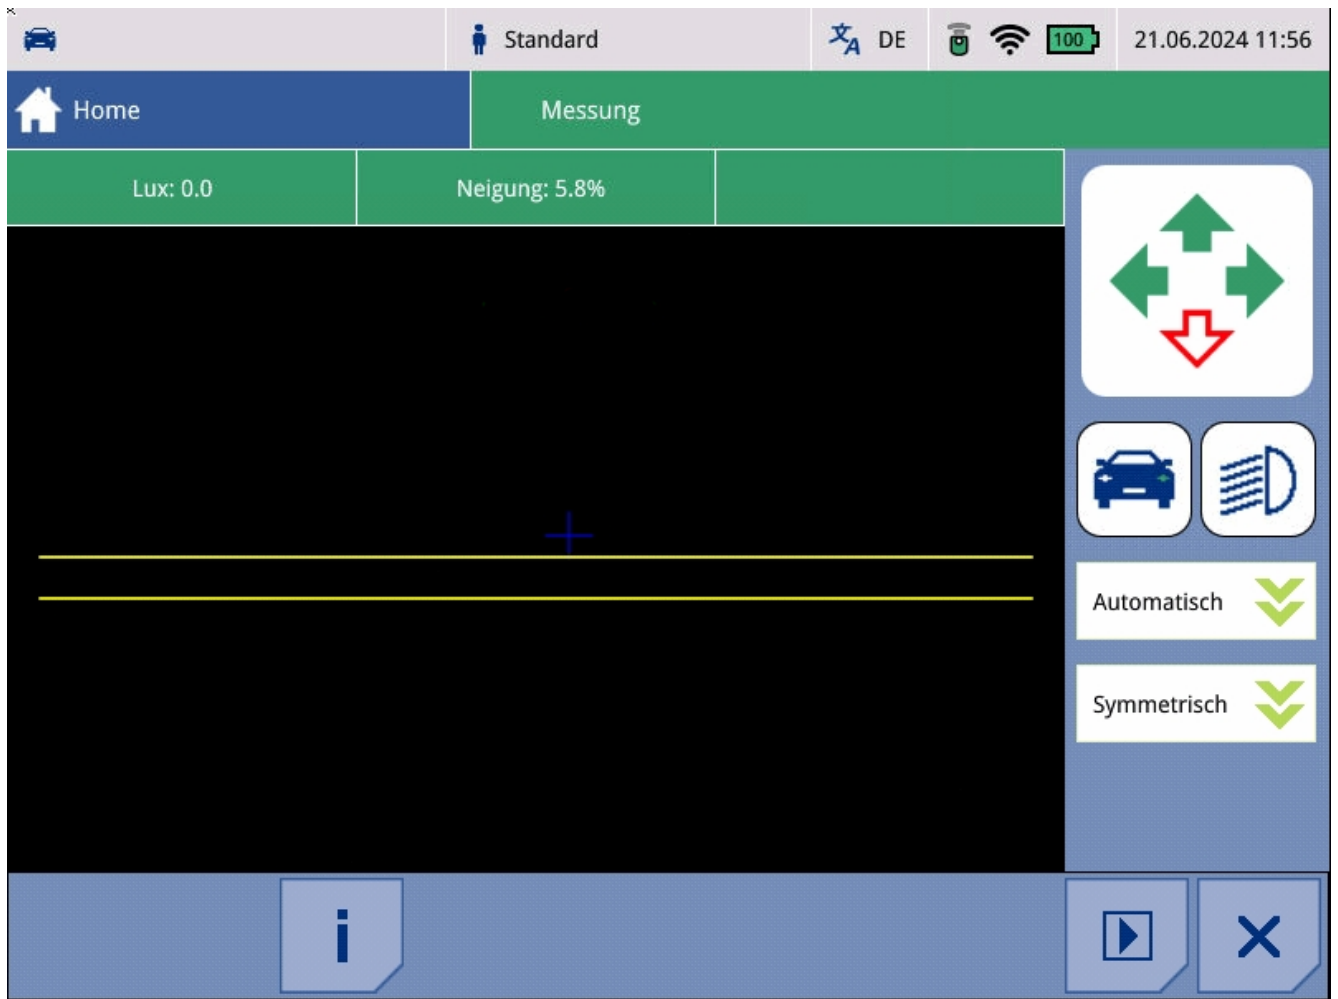 Standard
DE
100
21.06.2024 11:56
Home
Messung
Lux: 0.0
Neigung: 5.8%
Automatisch
Symmetrisch
i